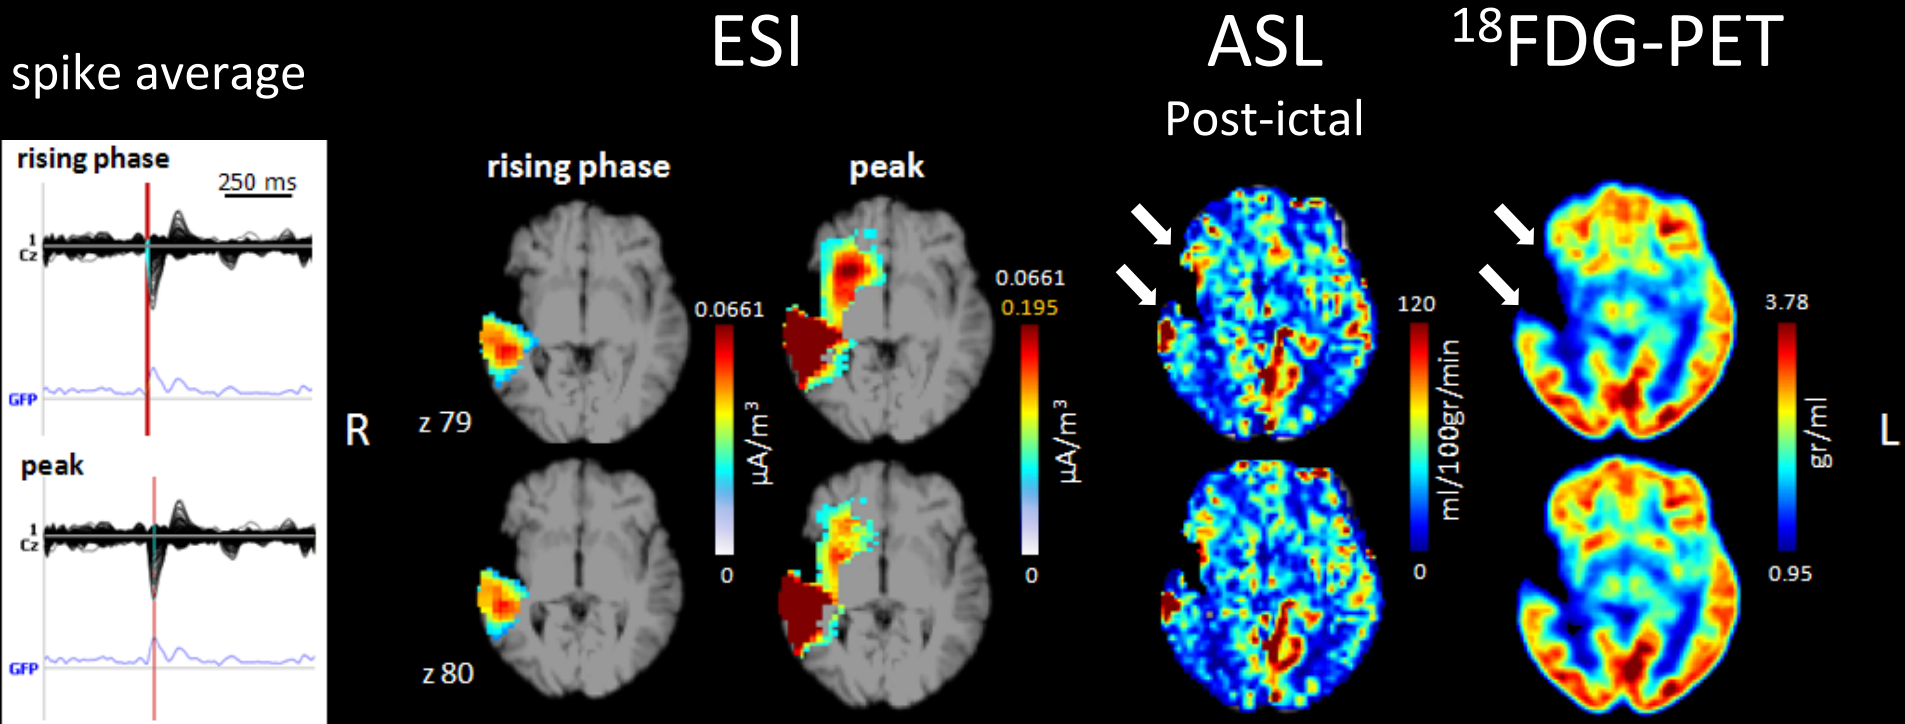 spike average
ESI
ASL
Post-ictal
¹⁸FDG-PET
rising phase
250 ms
1
Cz
GFP
peak
1
Cz
GFP
R
rising phase
peak
z 79
z 80
0.0661
0
µA/m³
0.0661
0.195
0
µA/m³
120
0
ml/100gr/min
3.78
0.95
gr/ml
L